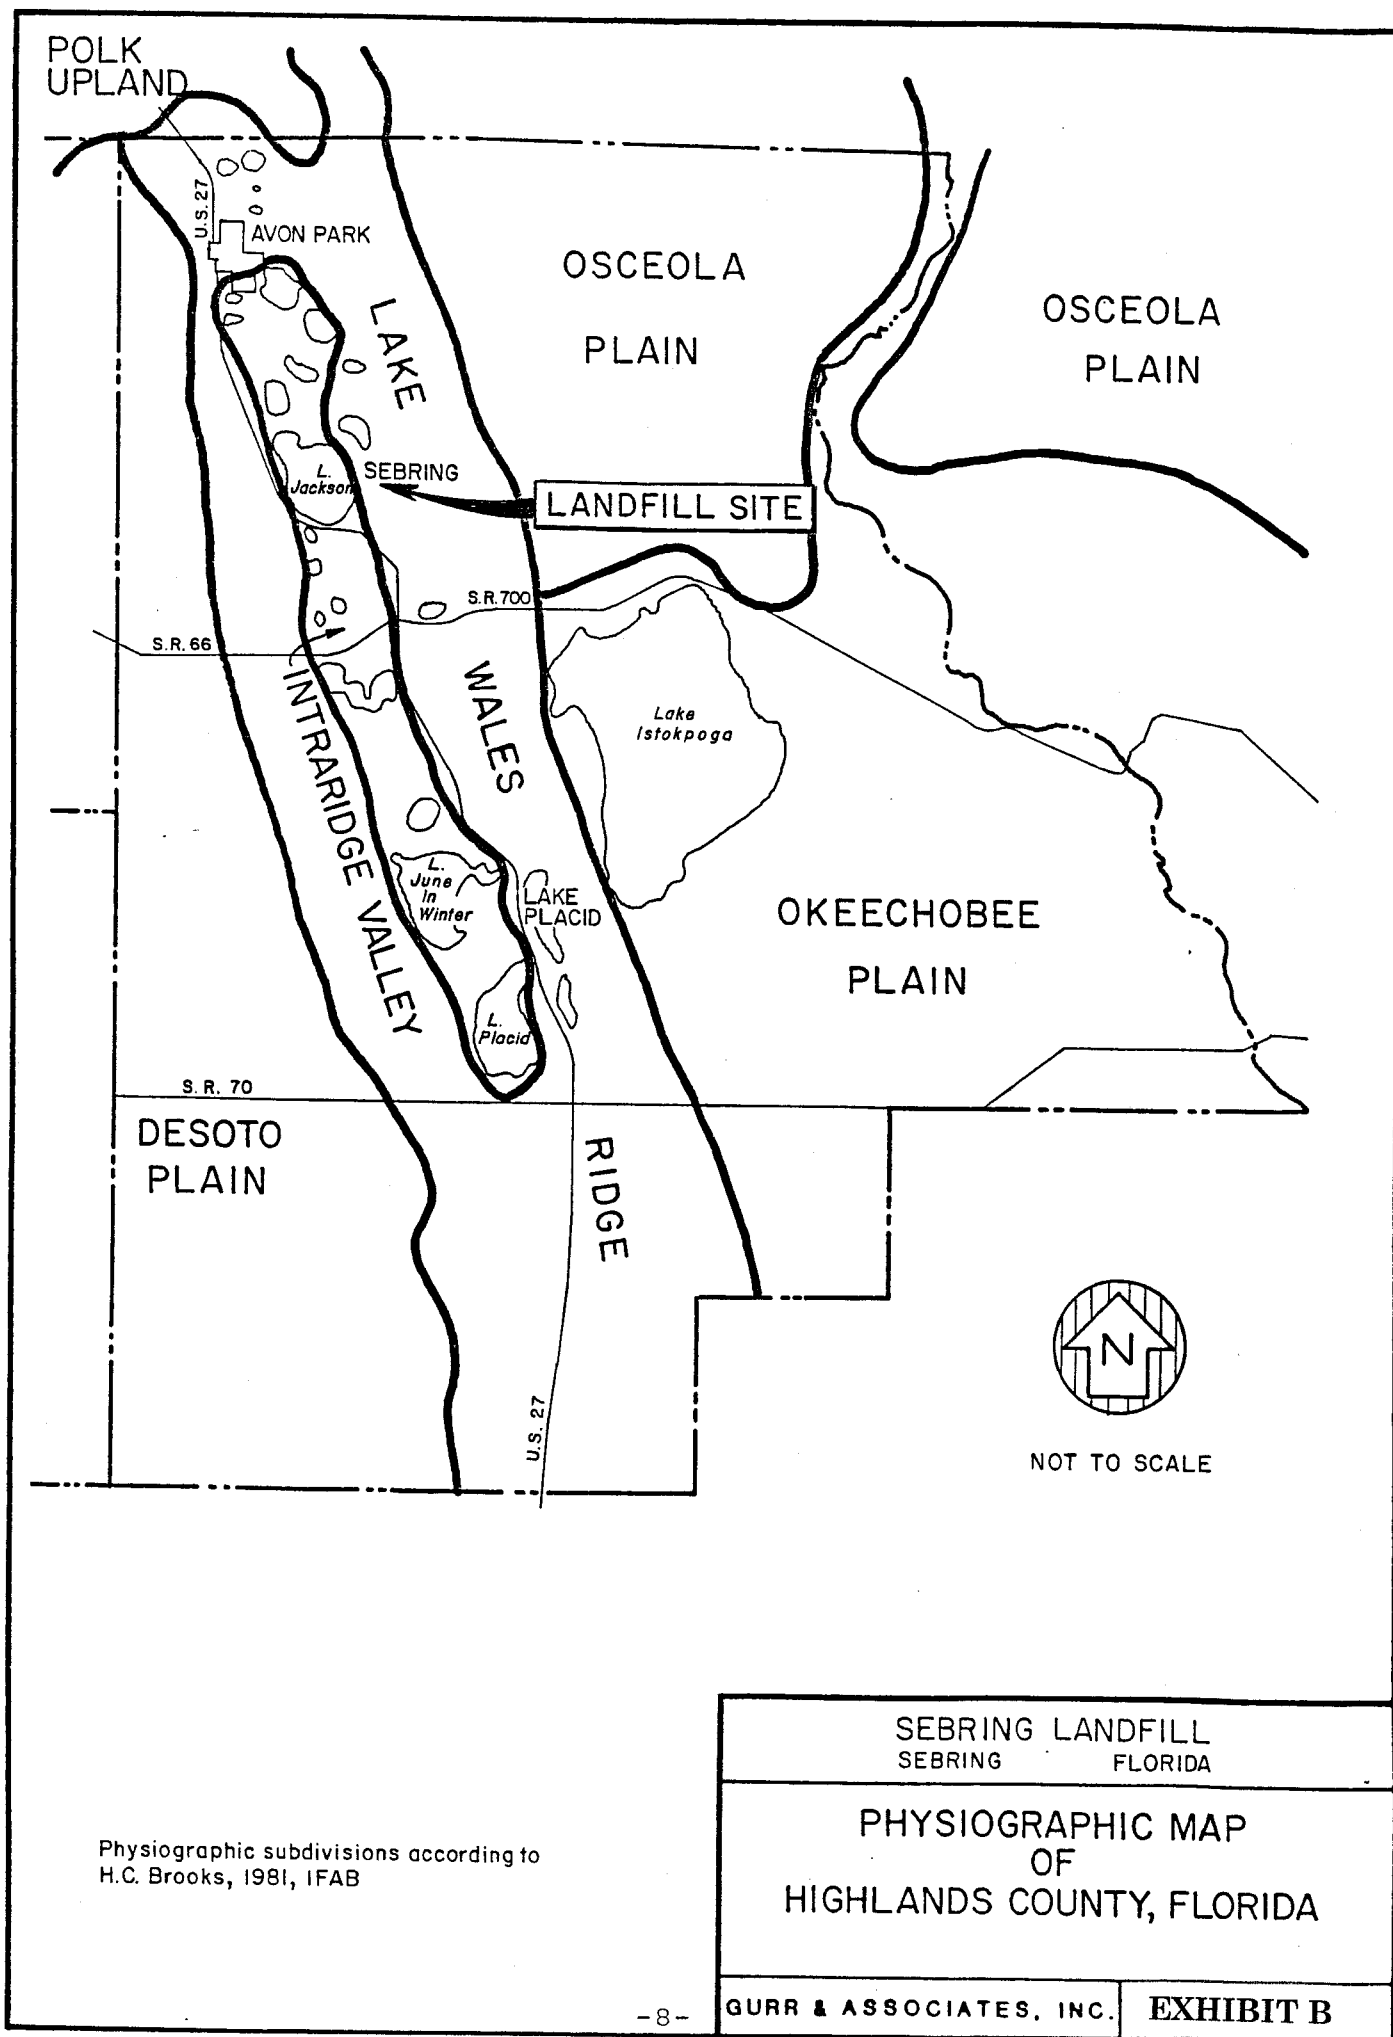 POLK
UPLAND
U.S. 27
AVON PARK
OSCEOLA
PLAIN
OSCEOLA
PLAIN
LAKE
L.
Jackson
SEBRING
LANDFILL SITE
S.R. 700
S.R. 66
INTRARIDGE VALLEY
WALES
Lake
Istokpoga
L.
June
In
Winter
LAKE
PLACID
OKEECHOBEE
PLAIN
L.
Placid
S. R. 70
DESOTO
PLAIN
RIDGE
N
U.S. 27
NOT TO SCALE
SEBRING LANDFILL
SEBRING FLORIDA
PHYSIOGRAPHIC MAP
OF
HIGHLANDS COUNTY, FLORIDA
Physiographic subdivisions according to
H.C. Brooks, 1981, IFAB
-8-
GURR & ASSOCIATES, INC.
EXHIBIT B